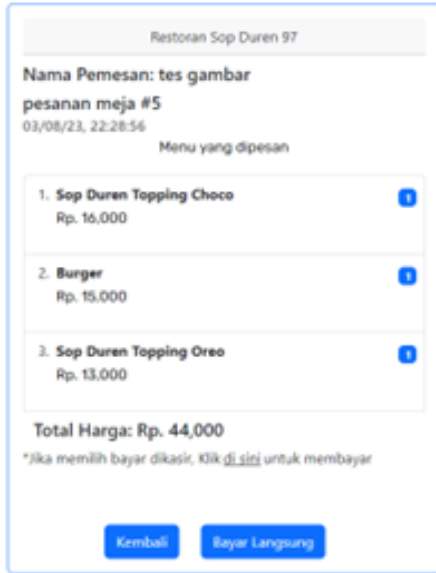 Restoran Sop Duren 97
Nama Pemesan: tes gambar
pesanan meja #5
03/08/23, 22:28:56
Menu yang dipesan
1. Sop Duren Topping Choco
1
Rp. 16,000
2. Burger
1
Rp. 15,000
3. Sop Duren Topping Oreo
1
Rp. 13,000
Total Harga: Rp. 44,000
*Jika memilih bayar dikasir, Klik di sini untuk membayar
Kembali
Bayar Langsung